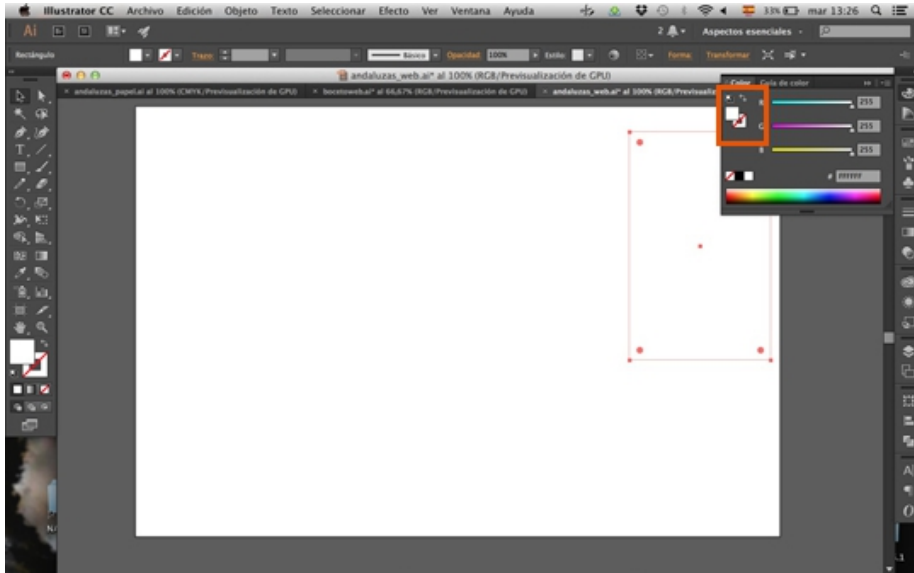 Illustrator CC Archivo Edición Objeto Texto Seleccionar Efecto Ver Ventana Ayuda 33% mar 13:26
Ai Br St 2 Aspectos esenciales
Rectángulo Trazo: Básico Opacidad: 100% Estilo: Forma Transformar
andaluzas_web.ai* al 100% (RGB/Previsualización de GPU)
× andaluzas_papel.ai al 100% (CMYK/Previsualización de GPU) × bocetoweb.ai* al 66,67% (RGB/Previsualización de GPU) × andaluzas_web.ai* al 100% (RGB/Previsualiza
Color Guía de color
R 255
G 255
B 255
# FFFFFF